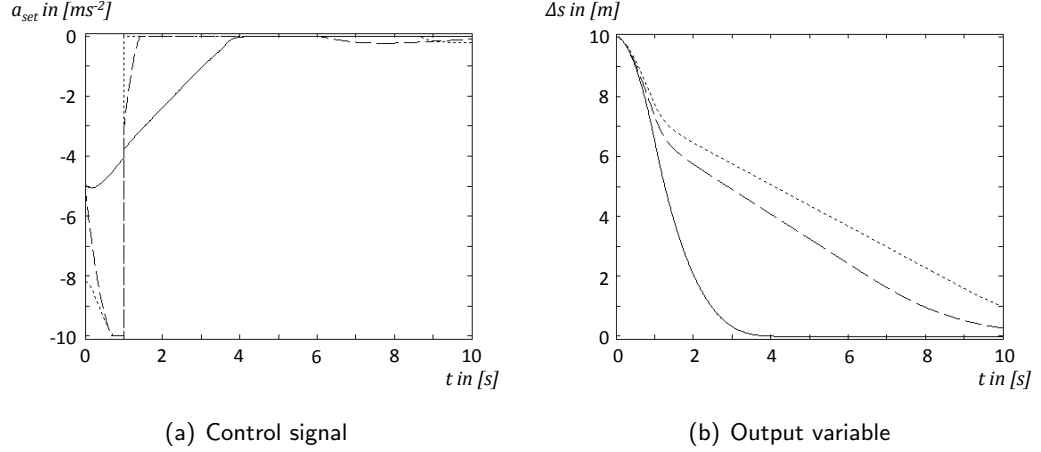 a_set in [ms⁻²]
0
-2
-4
-6
-8
-10
0 2 4 6 8 10
t in [s]
(a) Control signal
Δs in [m]
10
8
6
4
2
0
0 2 4 6 8 10
t in [s]
(b) Output variable